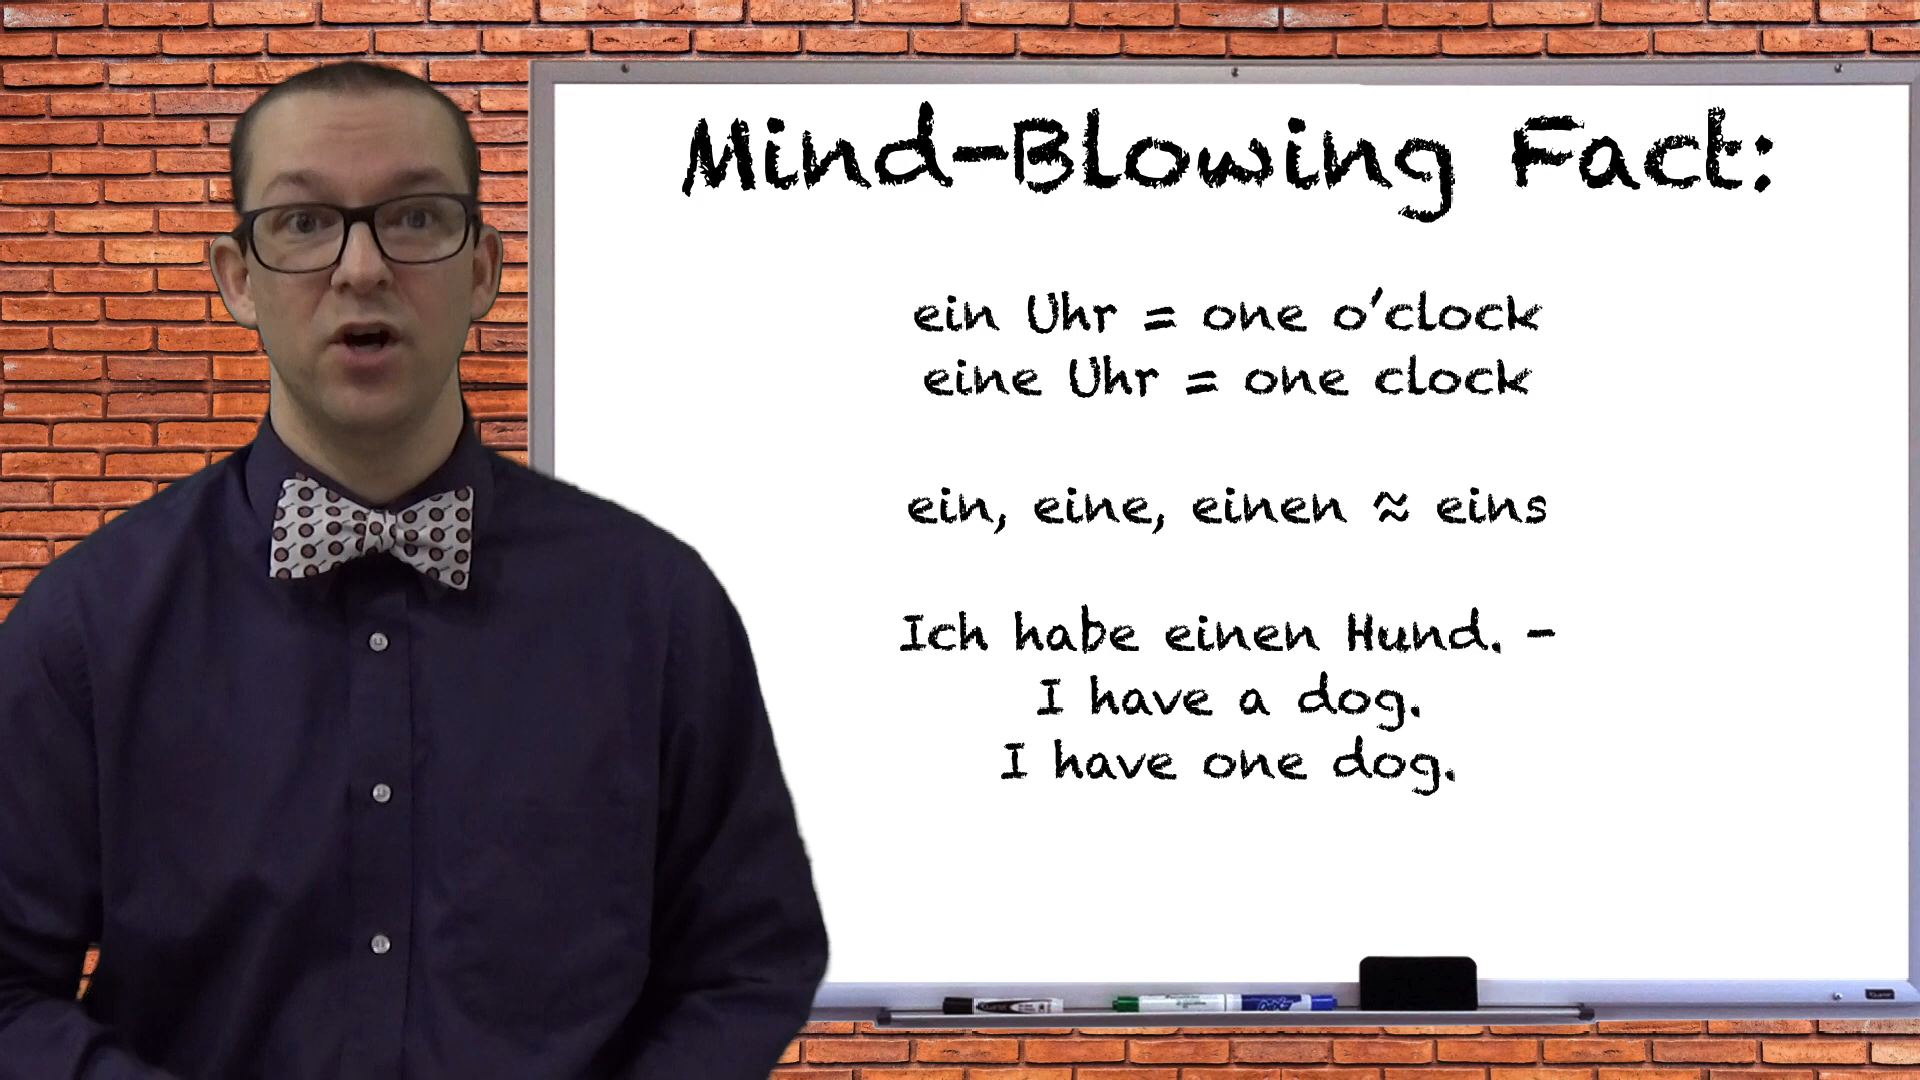 Mind-Blowing Fact:
ein Uhr = one o'clock
eine Uhr = one clock
ein, eine, einen ≈ eins
Ich habe einen Hund. -
I have a dog.
I have one dog.